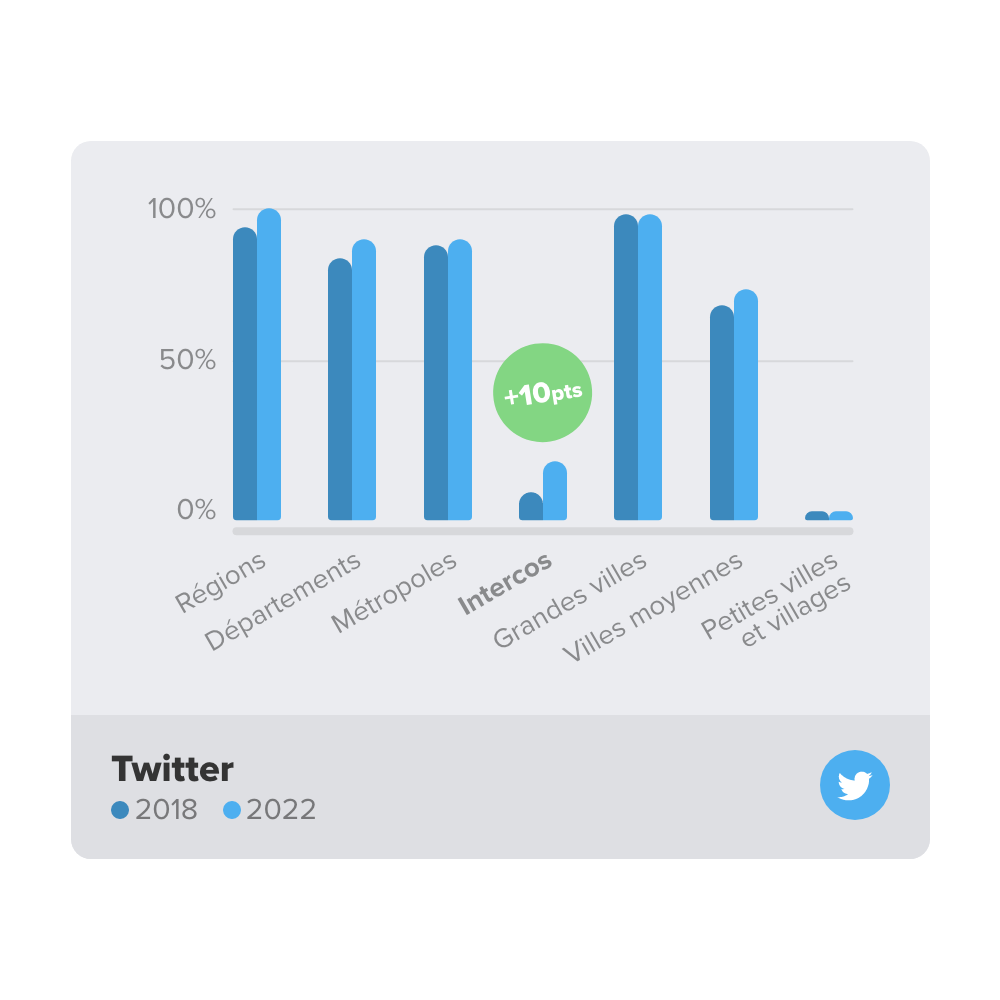 100%
50%
0%
+10pts
Régions
Départements
Métropoles
Intercos
Grandes villes
Villes moyennes
Petites villes
et villages
Twitter
2018 2022